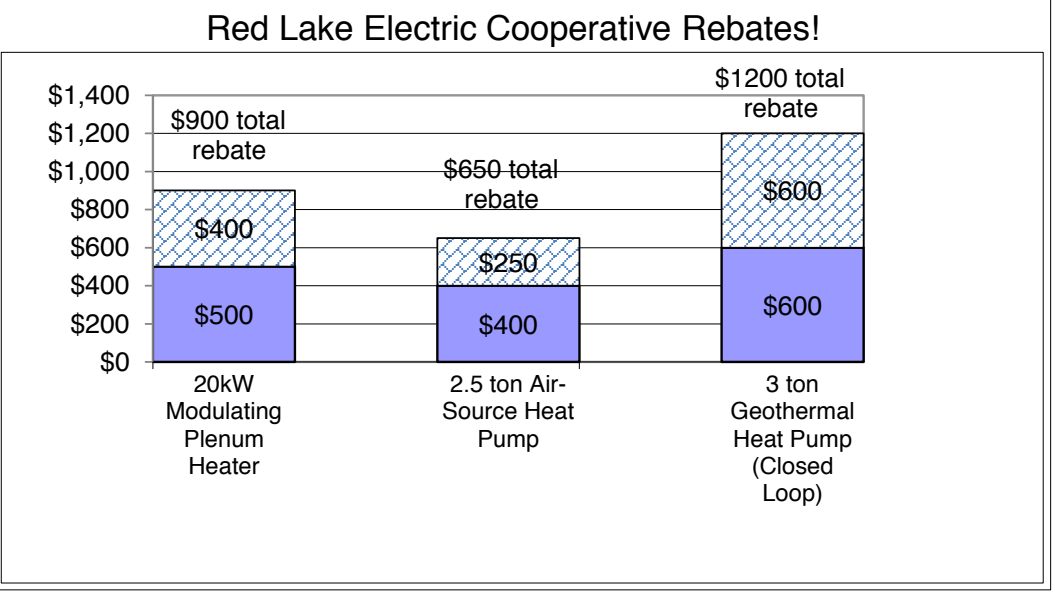 Red Lake Electric Cooperative Rebates!
$1,400
$1,200
$1,000
$800
$600
$400
$200
$0
$900 total
rebate
$400
$500
$650 total
rebate
$250
$400
$1200 total
rebate
$600
$600
20kW
Modulating
Plenum
Heater
2.5 ton Air-
Source Heat
Pump
3 ton
Geothermal
Heat Pump
(Closed
Loop)